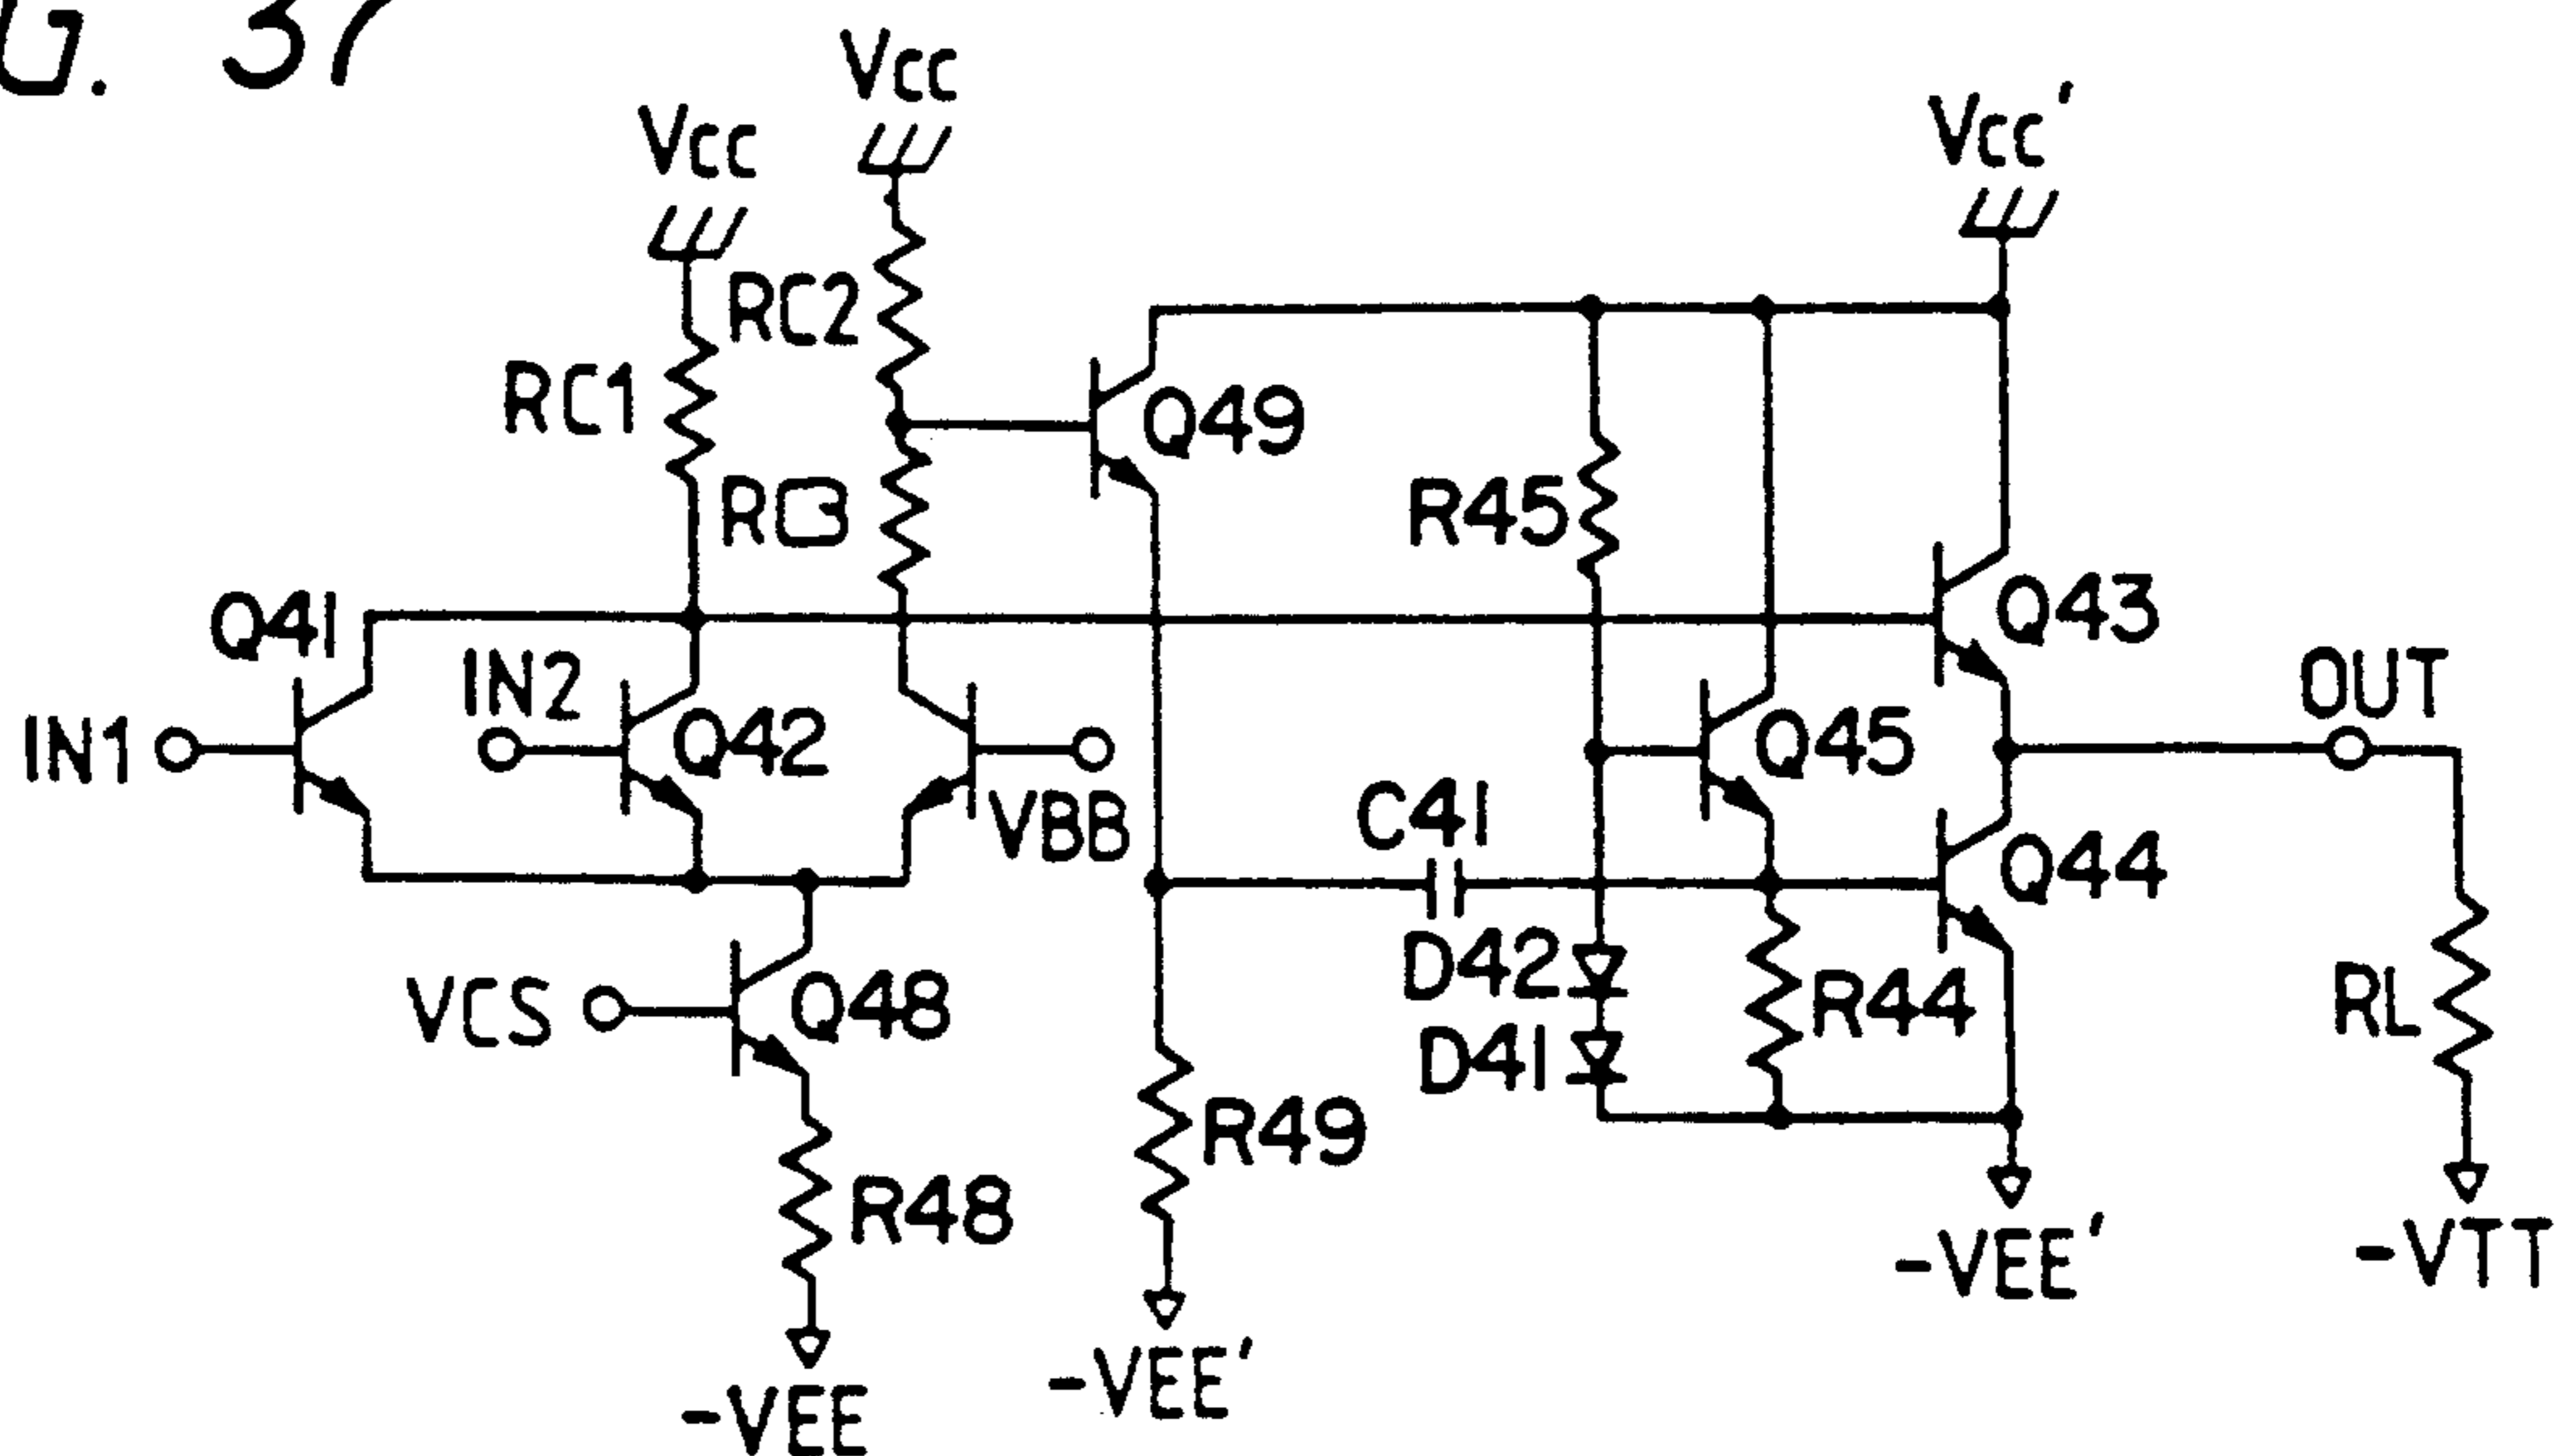 G. 37
Vcc
Vcc
Vcc'
RC2
RC1
Q49
RC3
R45
Q41
Q43
IN2
OUT
IN1
Q42
Q45
VBB
C41
Q44
D42
VCS
Q48
R44
RL
D41
R49
R48
-VEE'
-VTT
-VEE'
-VEE